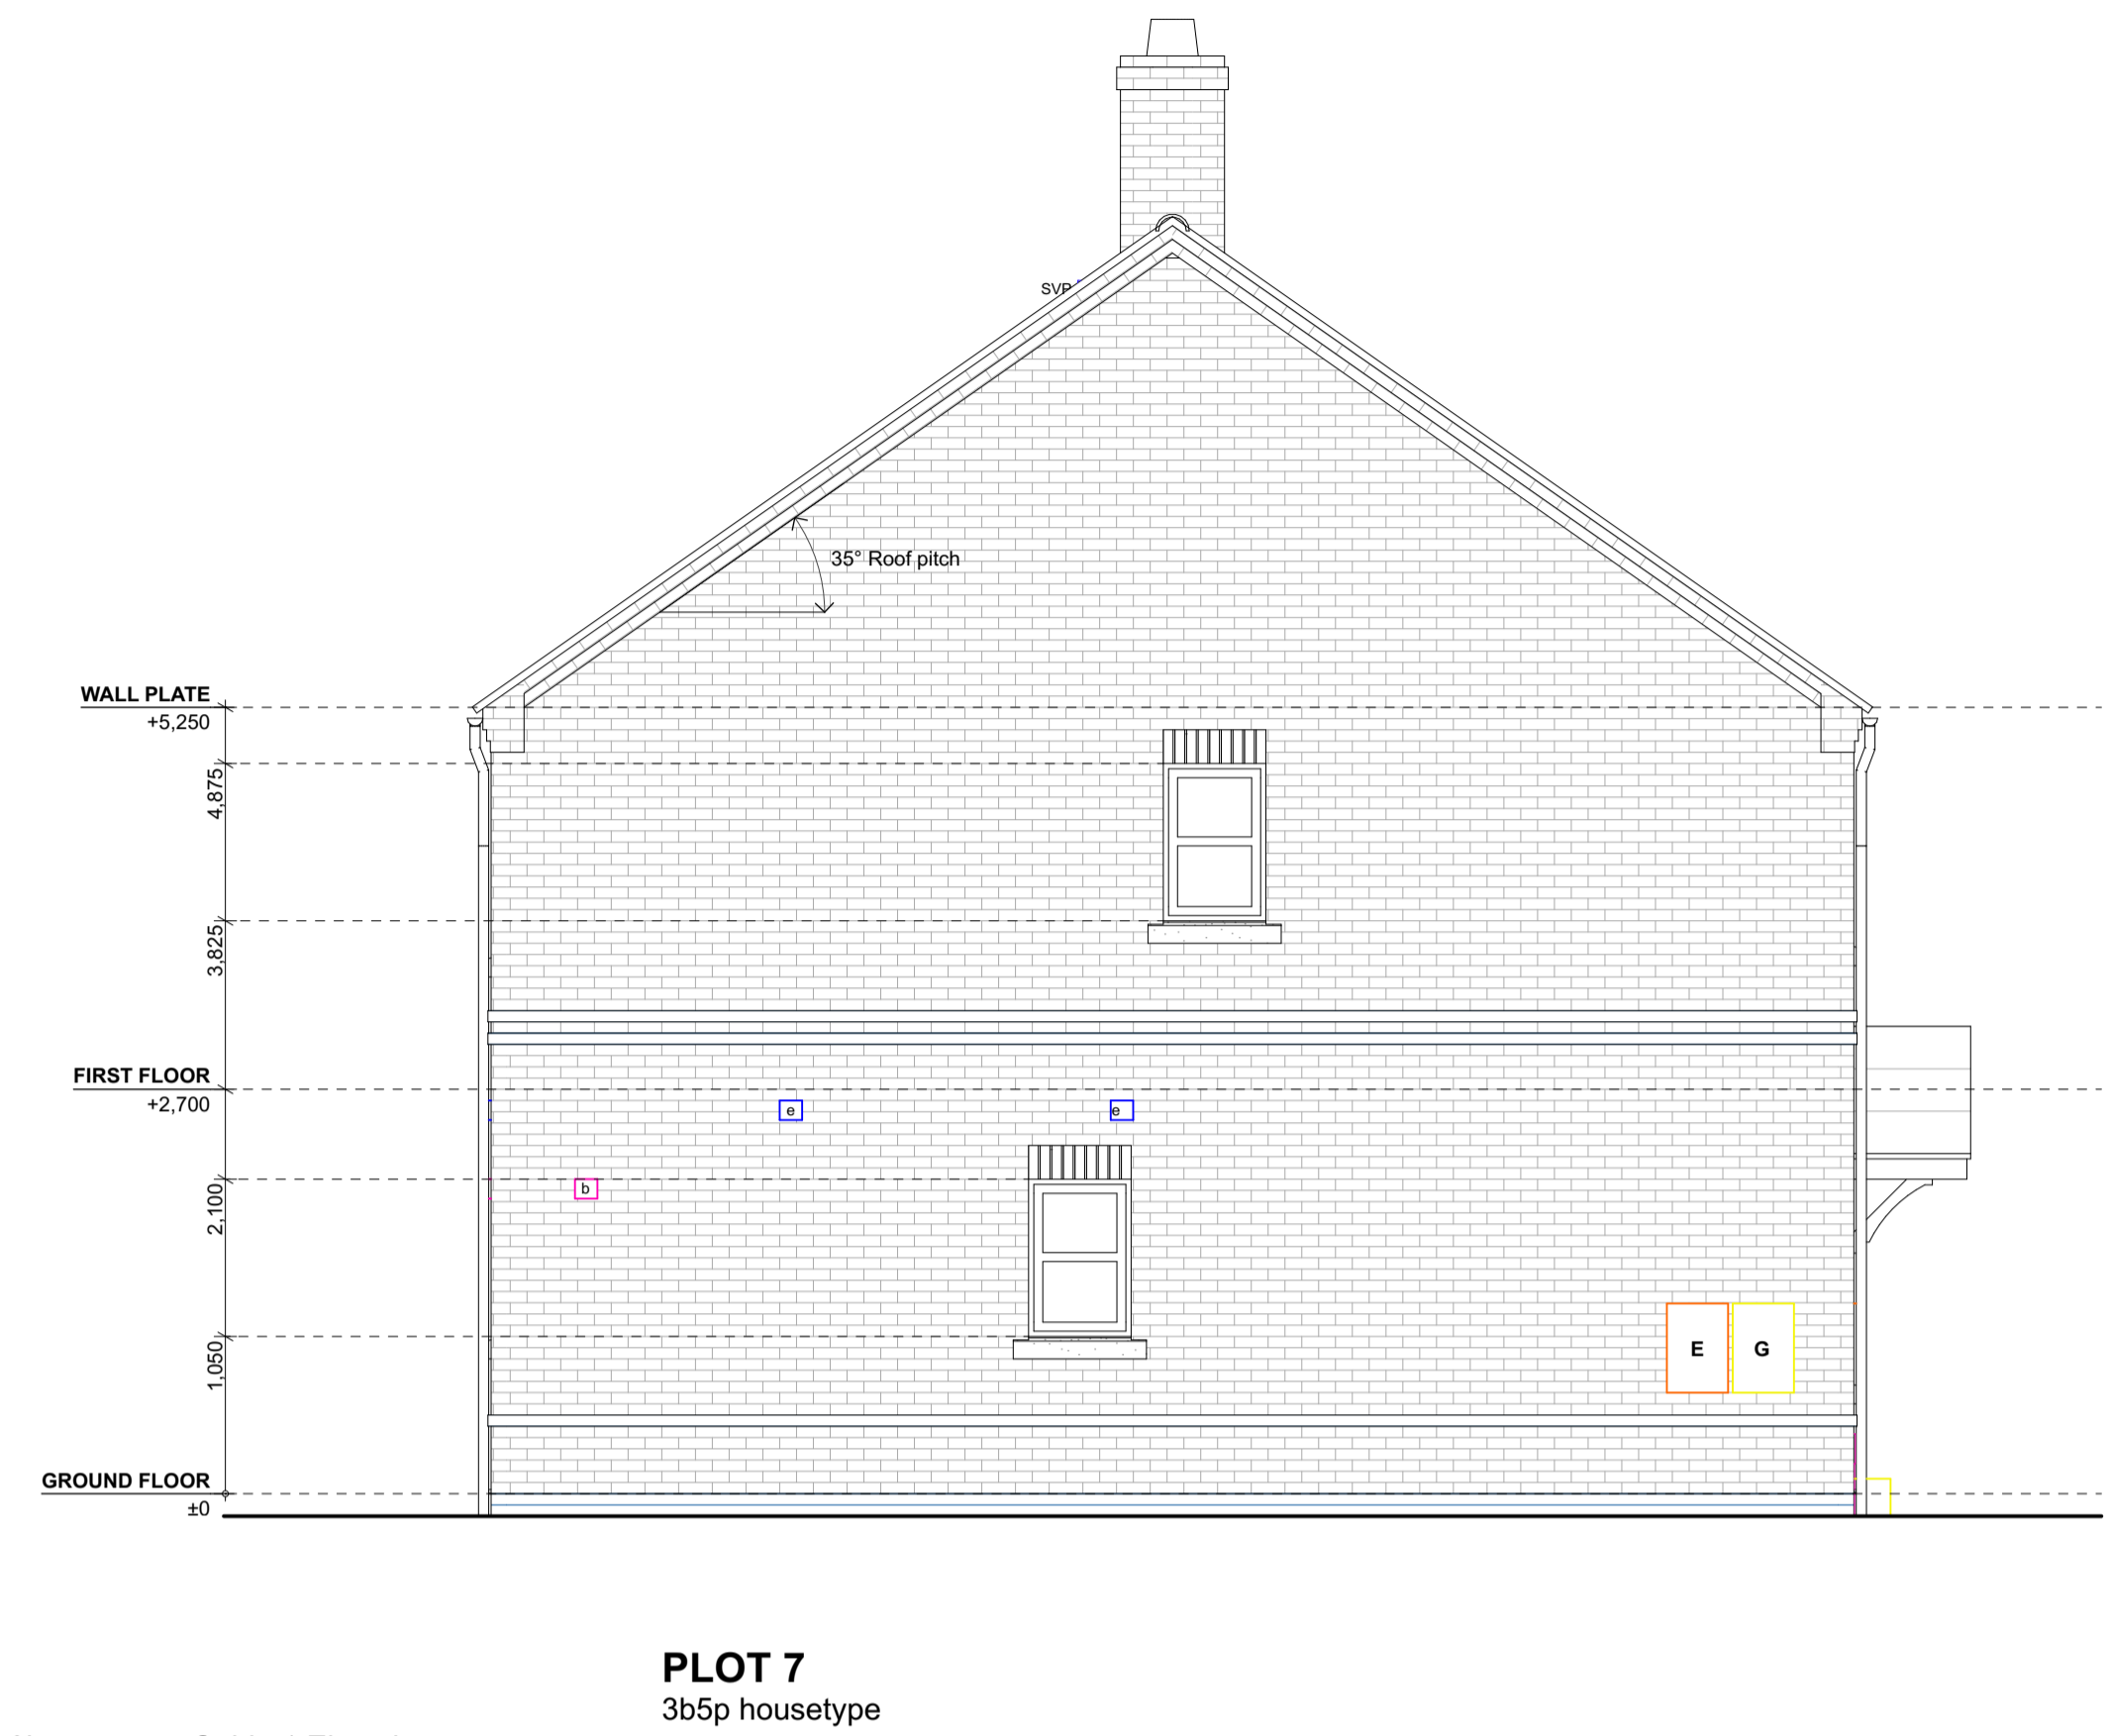 SVP
35° Roof pitch
WALL PLATE
+5,250
4,875
3,825
FIRST FLOOR
+2,700
e
e
2,100
b
1,050
E
G
GROUND FLOOR
±0
PLOT 7
3b5p housetype